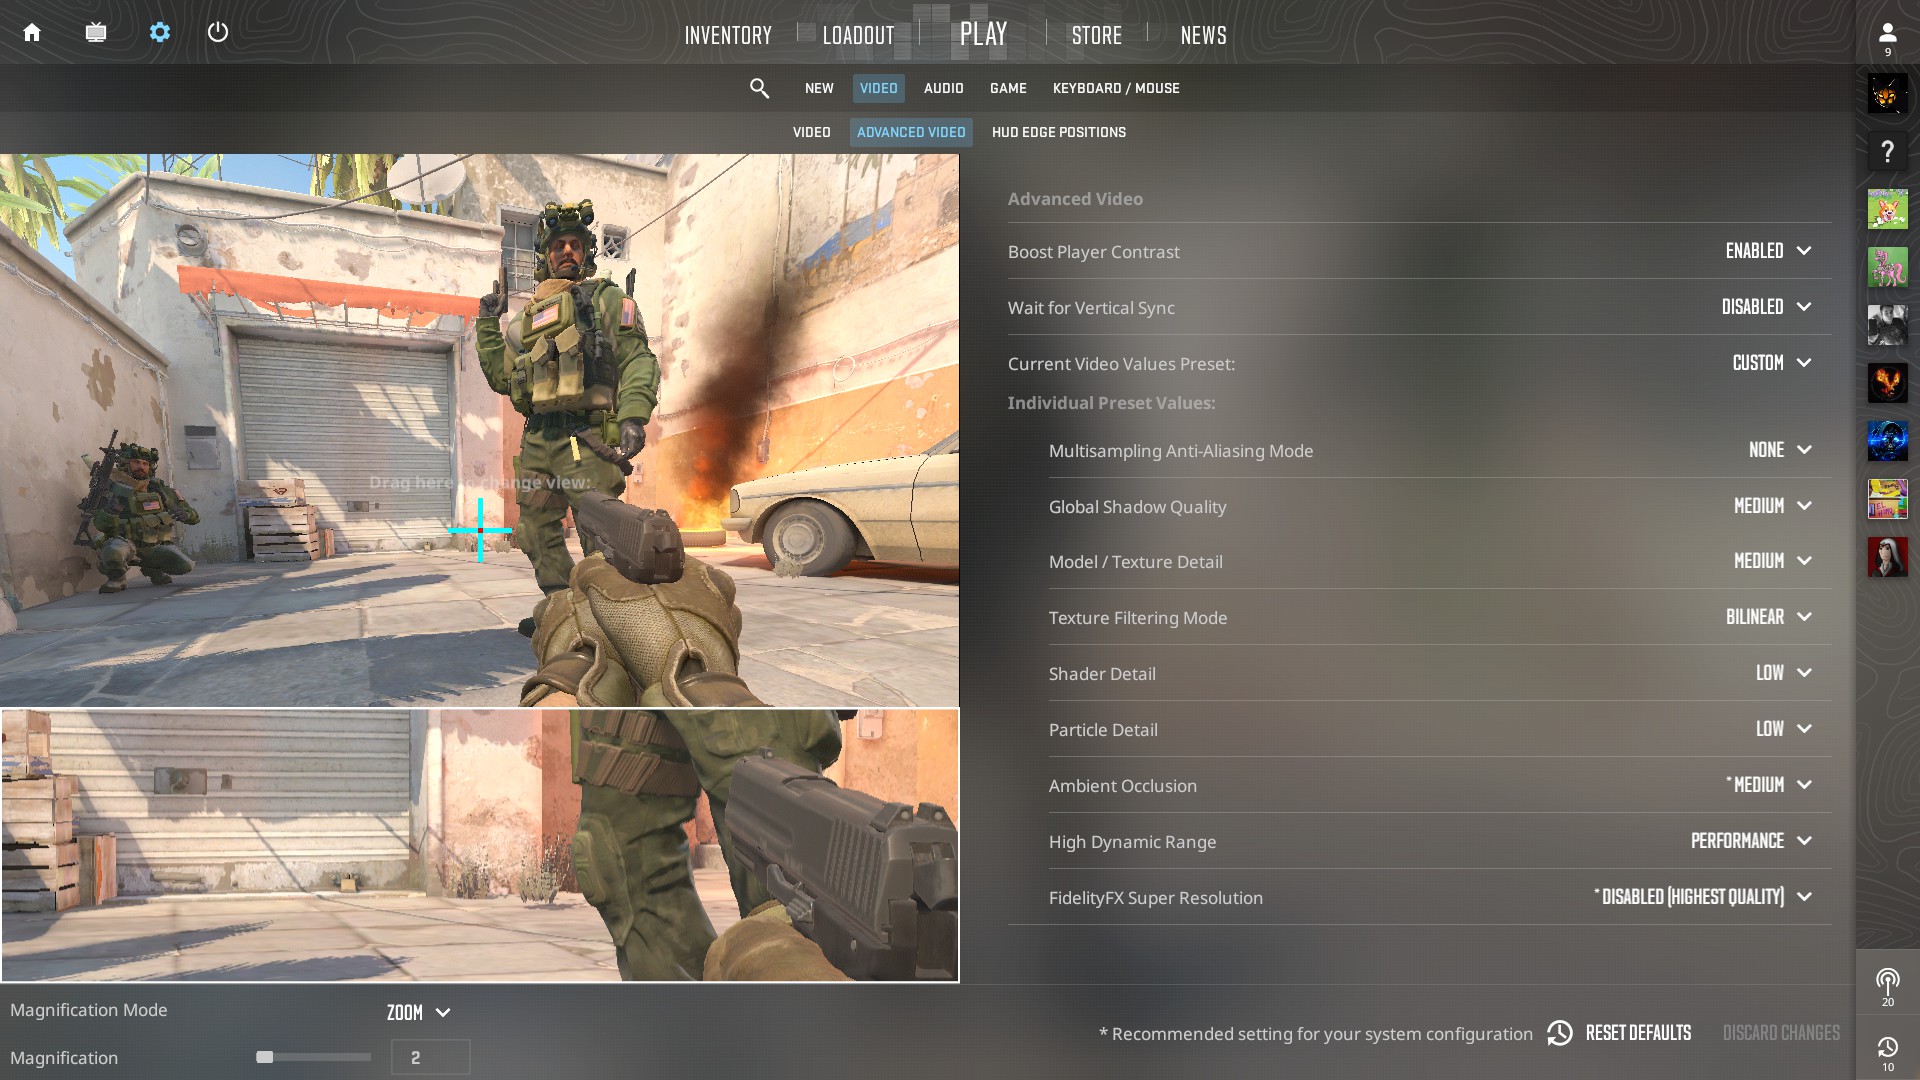 INVENTORY
LOADOUT
PLAY
STORE
NEWS
9
NEW
VIDEO
AUDIO
GAME
KEYBOARD / MOUSE
VIDEO
ADVANCED VIDEO
HUD EDGE POSITIONS
?
Drag here to change view:
Advanced Video
Boost Player Contrast
ENABLED
Wait for Vertical Sync
DISABLED
Current Video Values Preset:
CUSTOM
Individual Preset Values:
Multisampling Anti-Aliasing Mode
NONE
Global Shadow Quality
MEDIUM
Model / Texture Detail
MEDIUM
Texture Filtering Mode
BILINEAR
Shader Detail
LOW
Particle Detail
LOW
Ambient Occlusion
* MEDIUM
High Dynamic Range
PERFORMANCE
FidelityFX Super Resolution
* DISABLED (HIGHEST QUALITY)
Magnification Mode
ZOOM
Magnification
2
* Recommended setting for your system configuration
RESET DEFAULTS
DISCARD CHANGES
20
10